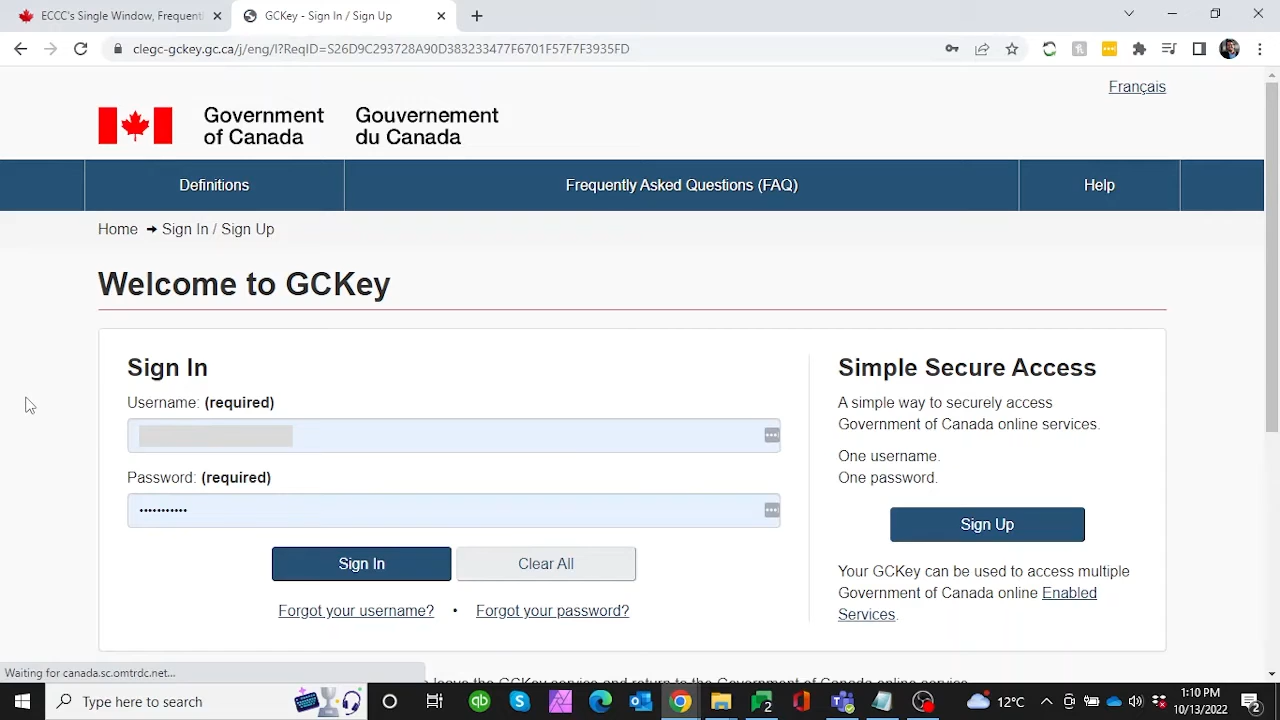 ECCC's Single Window, Frequent
GCKey - Sign In / Sign Up
clegc-gckey.gc.ca/j/eng/l?ReqID=S26D9C293728A90D383233477F6701F57F7F3935FD
Français
Government of Canada
Gouvernement du Canada
Definitions
Frequently Asked Questions (FAQ)
Help
Home ➔ Sign In / Sign Up
Welcome to GCKey
Sign In
Username: (required)
Password: (required)
•••••••••••
Sign In
Clear All
Forgot your username? • Forgot your password?
Simple Secure Access
A simple way to securely access
Government of Canada online services.
One username.
One password.
Sign Up
Your GCKey can be used to access multiple
Government of Canada online Enabled
Services.
Waiting for canada.sc.omtrdc.net...
Type here to search
12°C
1:10 PM
10/13/2022
2